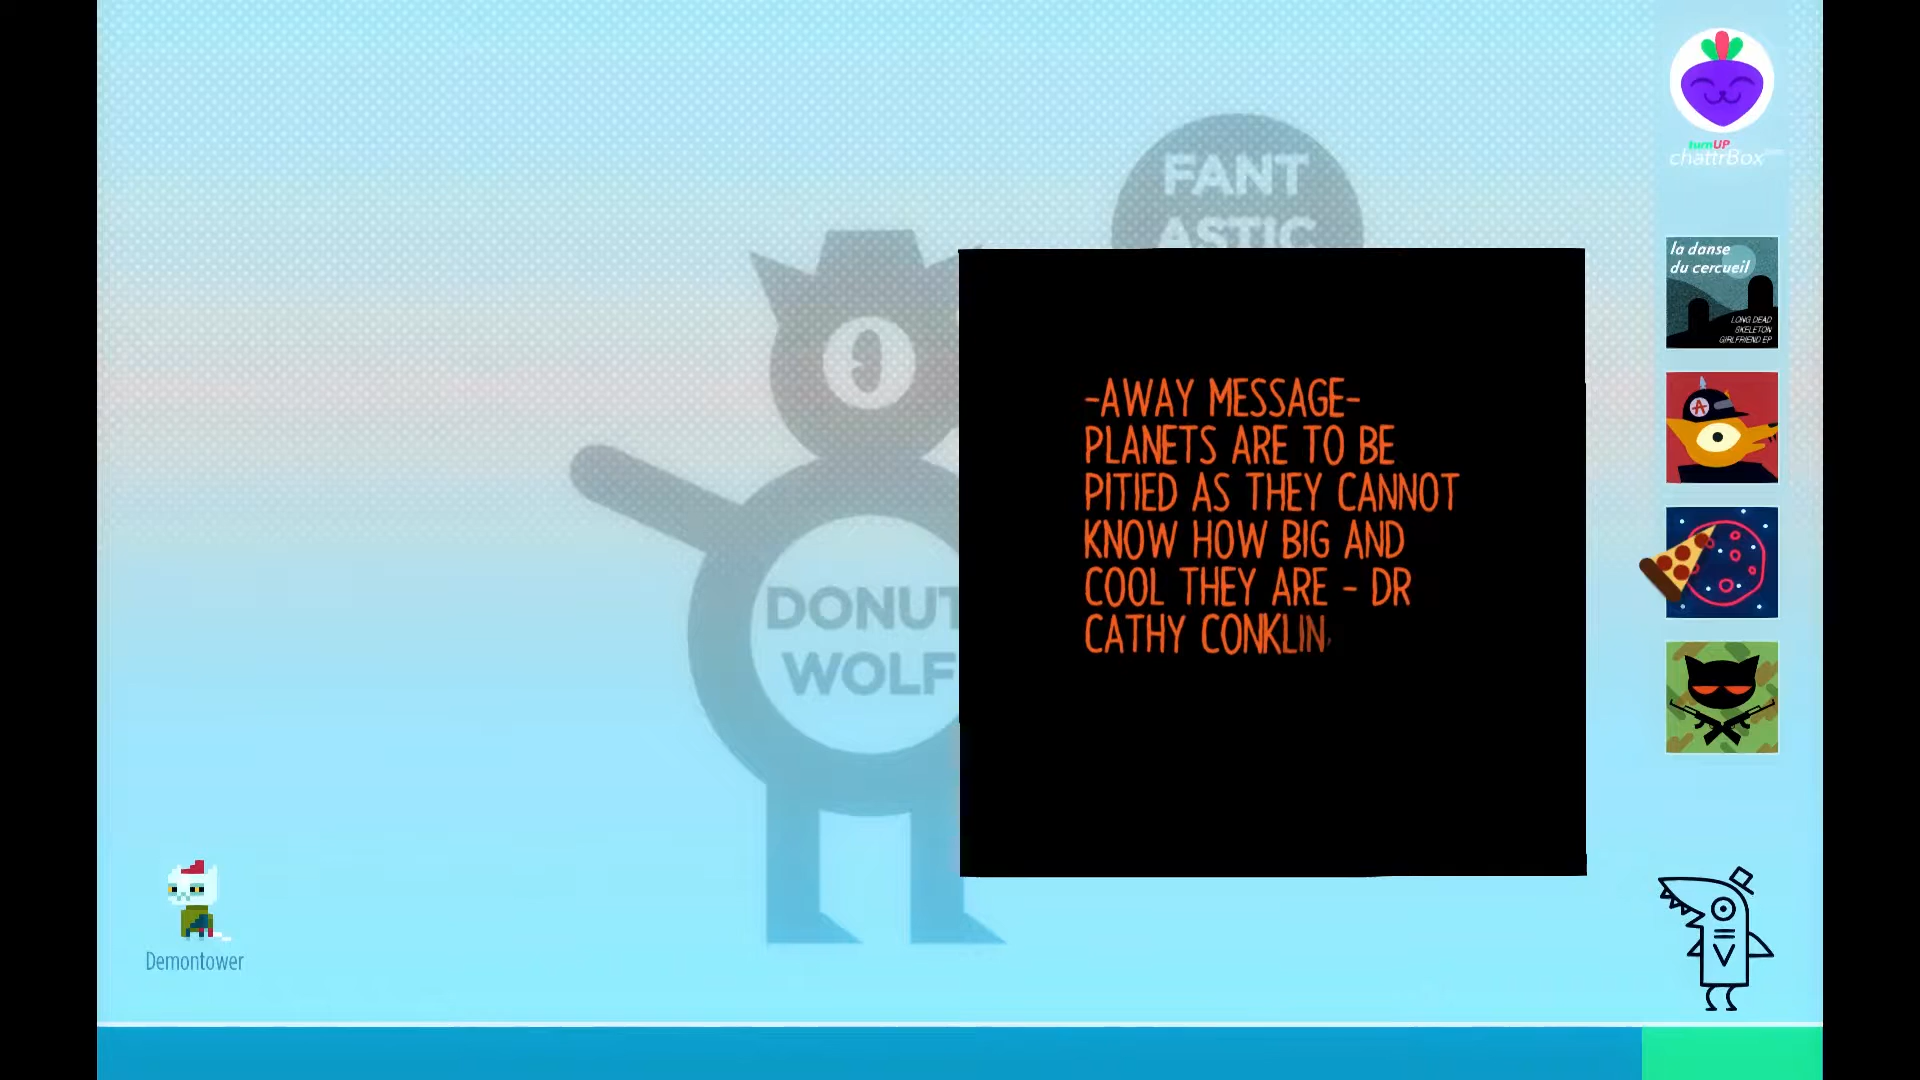 FANT
ASTIC
DONUT
WOLF
-AWAY MESSAGE-
PLANETS ARE TO BE
PITIED AS THEY CANNOT
KNOW HOW BIG AND
COOL THEY ARE - DR
CATHY CONKLIN,
turnUP
chattrBox
la danse
du cercueil
LONG DEAD
SKELETON
GIRLFRIEND EP
A
Demontower